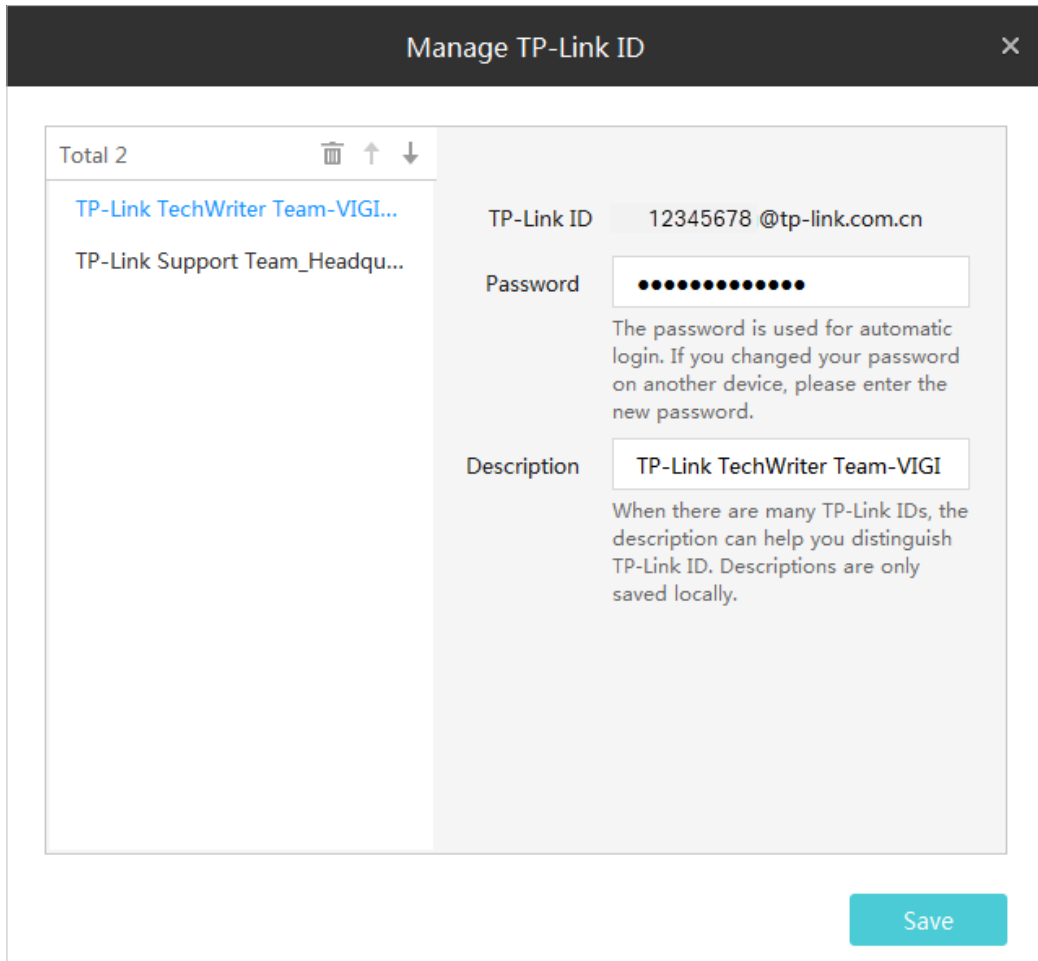 Manage TP-Link ID
Total 2
TP-Link TechWriter Team-VIGI...
TP-Link Support Team_Headqu...
TP-Link ID 12345678 @tp-link.com.cn
Password •••••••••••••
The password is used for automatic
login. If you changed your password
on another device, please enter the
new password.
Description TP-Link TechWriter Team-VIGI
When there are many TP-Link IDs, the
description can help you distinguish
TP-Link ID. Descriptions are only
saved locally.
Save